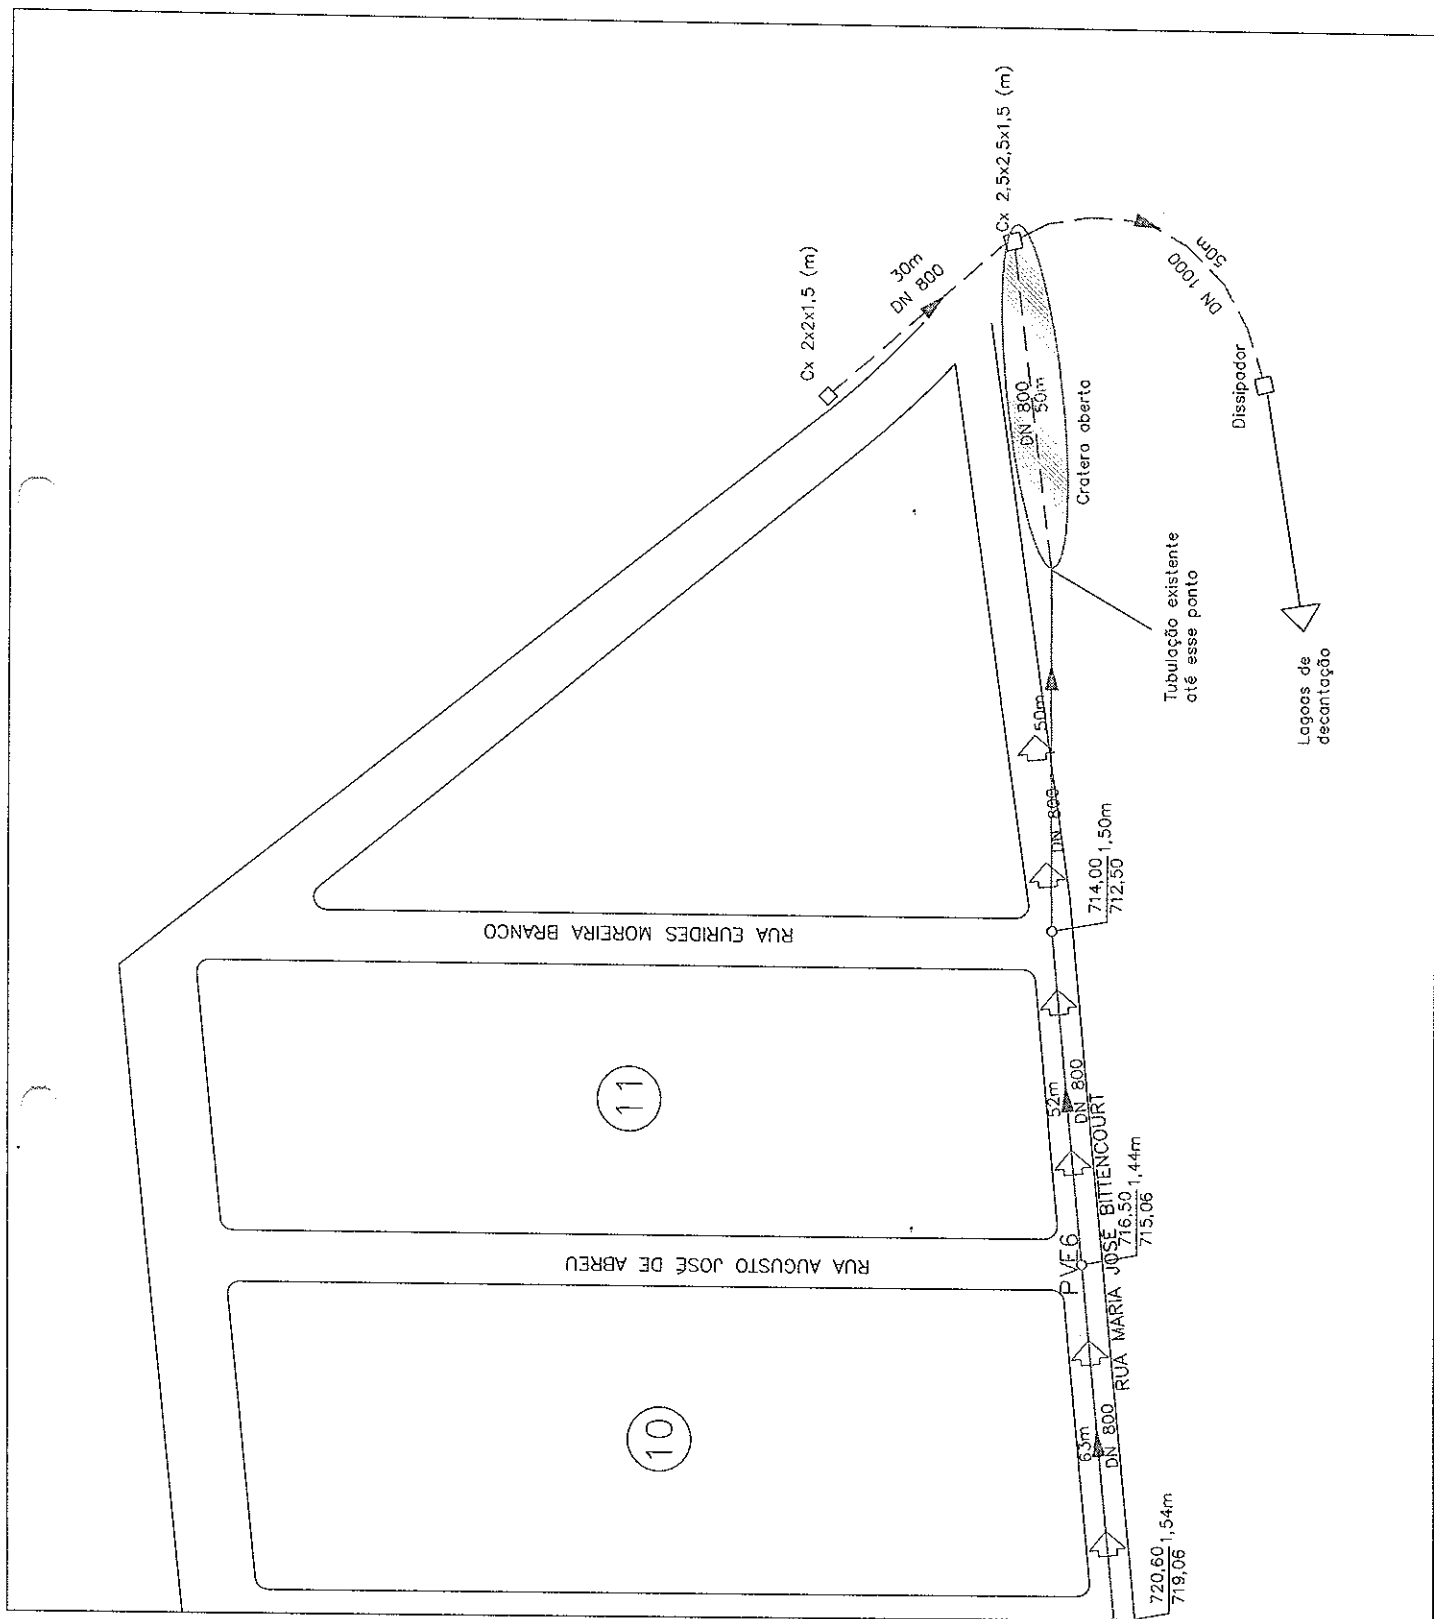 Cx 2,5x2,5x1,5 (m)
Cx 2x2x1,5 (m)
30m
DN 800
50m
DN 1000
DN 800
50m
Cratera aberta
Dissipador
Tubulação existente
até esse ponto
Lagoas de
decantação
50m
DN 800
714,00
712,50
1,50m
RUA EURIDES MOREIRA BRANCO
11
52m
DN 800
PVE6
716,50
715,06
1,44m
RUA MARIA JOSÉ BITTENCOURT
RUA AUGUSTO JOSÉ DE ABREU
10
63m
DN 800
720,60
719,06
1,54m